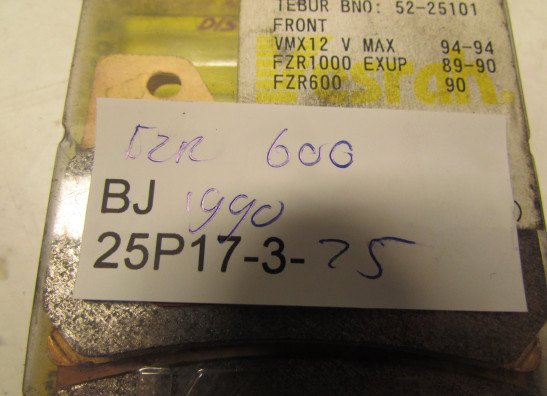 TEBUR BNO: 52-25101
FRONT
VMX12 V MAX 94-94
FZR1000 EXUP 89-90
FZR600 90
FZR 600
BJ 1990
25P17-3-75